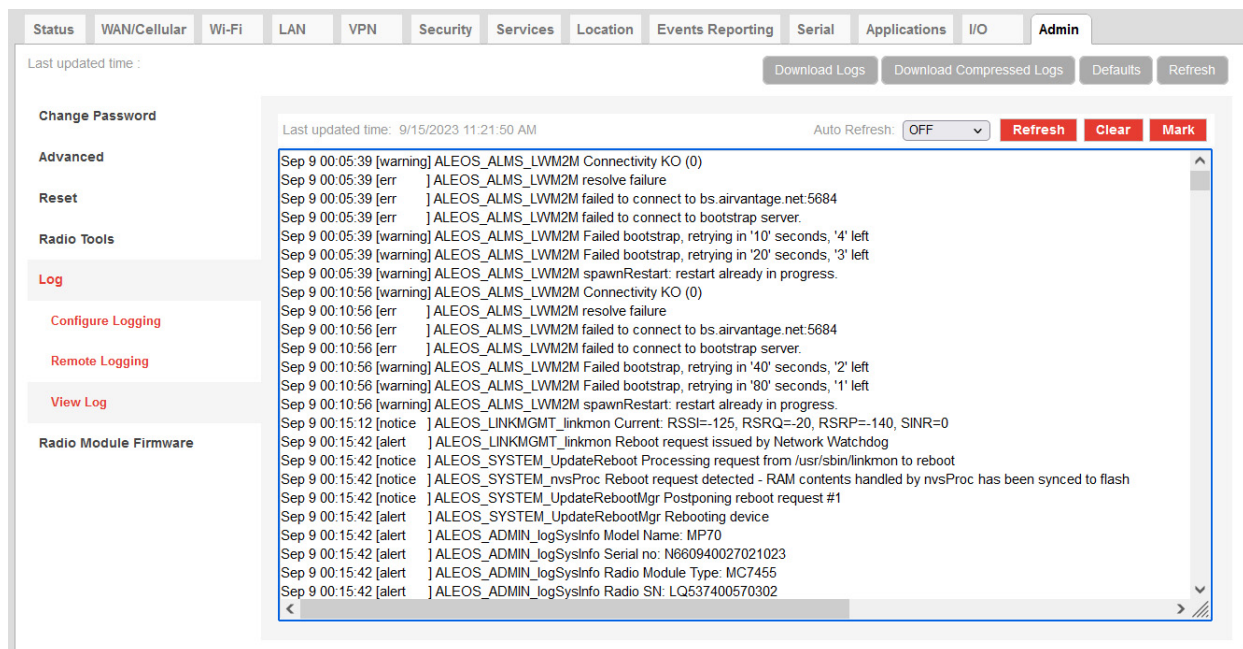 Status WAN/Cellular Wi-Fi LAN VPN Security Services Location Events Reporting Serial Applications I/O Admin
Last updated time :
Download Logs Download Compressed Logs Defaults Refresh
Change Password
Advanced
Reset
Radio Tools
Log
Configure Logging
Remote Logging
View Log
Radio Module Firmware
Last updated time: 9/15/2023 11:21:50 AM Auto Refresh: OFF Refresh Clear Mark
Sep 9 00:05:39 [warning] ALEOS_ALMS_LWM2M Connectivity KO (0)
Sep 9 00:05:39 [err ] ALEOS_ALMS_LWM2M resolve failure
Sep 9 00:05:39 [err ] ALEOS_ALMS_LWM2M failed to connect to bs.airvantage.net:5684
Sep 9 00:05:39 [err ] ALEOS_ALMS_LWM2M failed to connect to bootstrap server.
Sep 9 00:05:39 [warning] ALEOS_ALMS_LWM2M Failed bootstrap, retrying in '10' seconds, '4' left
Sep 9 00:05:39 [warning] ALEOS_ALMS_LWM2M Failed bootstrap, retrying in '20' seconds, '3' left
Sep 9 00:05:39 [warning] ALEOS_ALMS_LWM2M spawnRestart: restart already in progress.
Sep 9 00:10:56 [warning] ALEOS_ALMS_LWM2M Connectivity KO (0)
Sep 9 00:10:56 [err ] ALEOS_ALMS_LWM2M resolve failure
Sep 9 00:10:56 [err ] ALEOS_ALMS_LWM2M failed to connect to bs.airvantage.net:5684
Sep 9 00:10:56 [err ] ALEOS_ALMS_LWM2M failed to connect to bootstrap server.
Sep 9 00:10:56 [warning] ALEOS_ALMS_LWM2M Failed bootstrap, retrying in '40' seconds, '2' left
Sep 9 00:10:56 [warning] ALEOS_ALMS_LWM2M Failed bootstrap, retrying in '80' seconds, '1' left
Sep 9 00:10:56 [warning] ALEOS_ALMS_LWM2M spawnRestart: restart already in progress.
Sep 9 00:15:12 [notice ] ALEOS_LINKMGMT_linkmon Current: RSSI=-125, RSRQ=-20, RSRP=-140, SINR=0
Sep 9 00:15:42 [alert ] ALEOS_LINKMGMT_linkmon Reboot request issued by Network Watchdog
Sep 9 00:15:42 [notice ] ALEOS_SYSTEM_UpdateReboot Processing request from /usr/sbin/linkmon to reboot
Sep 9 00:15:42 [notice ] ALEOS_SYSTEM_nvsProc Reboot request detected - RAM contents handled by nvsProc has been synced to flash
Sep 9 00:15:42 [notice ] ALEOS_SYSTEM_UpdateRebootMgr Postponing reboot request #1
Sep 9 00:15:42 [alert ] ALEOS_SYSTEM_UpdateRebootMgr Rebooting device
Sep 9 00:15:42 [alert ] ALEOS_ADMIN_logSysInfo Model Name: MP70
Sep 9 00:15:42 [alert ] ALEOS_ADMIN_logSysInfo Serial no: N660940027021023
Sep 9 00:15:42 [alert ] ALEOS_ADMIN_logSysInfo Radio Module Type: MC7455
Sep 9 00:15:42 [alert ] ALEOS_ADMIN_logSysInfo Radio SN: LQ537400570302